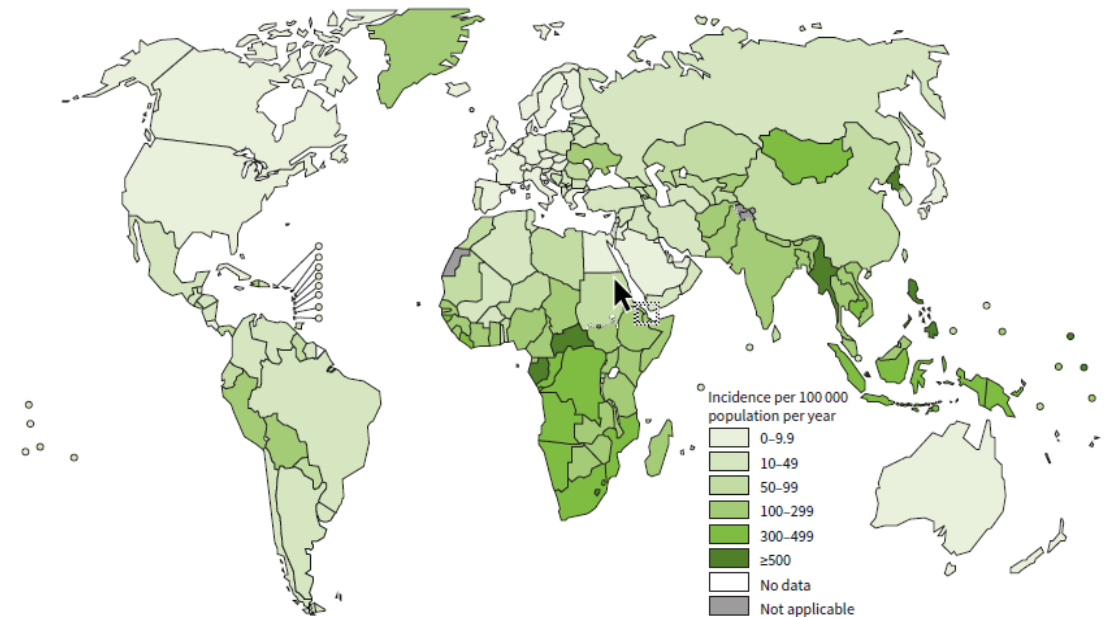 Incidence per 100 000
population per year
0–9.9
10–49
50–99
100–299
300–499
≥500
No data
Not applicable